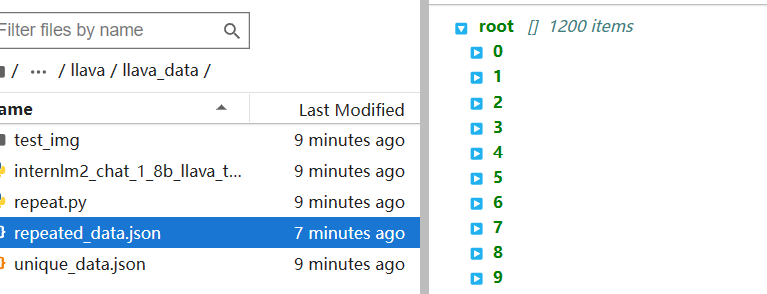 Filter files by name
/ ··· / llava / llava_data /
ame Last Modified
test_img 9 minutes ago
internlm2_chat_1_8b_llava_t... 9 minutes ago
repeat.py 9 minutes ago
repeated_data.json 7 minutes ago
unique_data.json 9 minutes ago
root [] 1200 items
0
1
2
3
4
5
6
7
8
9